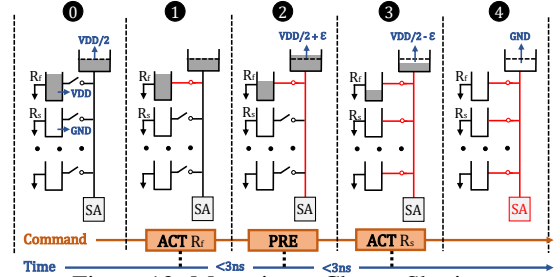 0 1 2 3 4
VDD/2 VDD/2 + ε VDD/2 - ε GND
Rf Rf Rf Rf Rf
VDD
Rs Rs Rs Rs Rs
GND
SA SA SA SA SA
Command ACT Rf PRE ACT Rs
Time <3ns <3ns